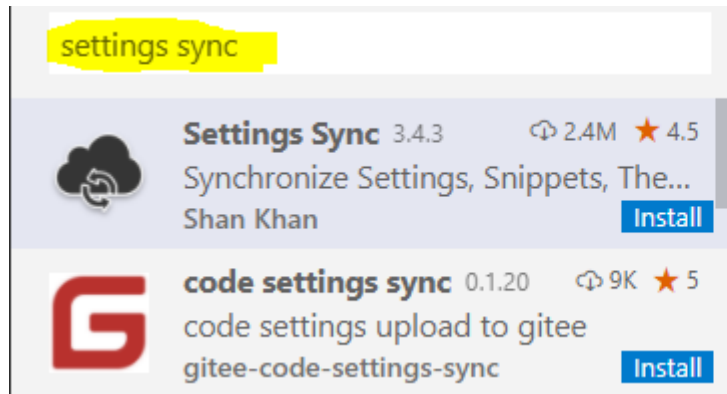 settings sync
Settings Sync 3.4.3 2.4M ★ 4.5
Synchronize Settings, Snippets, The...
Shan Khan Install
code settings sync 0.1.20 9K ★ 5
code settings upload to gitee
gitee-code-settings-sync Install